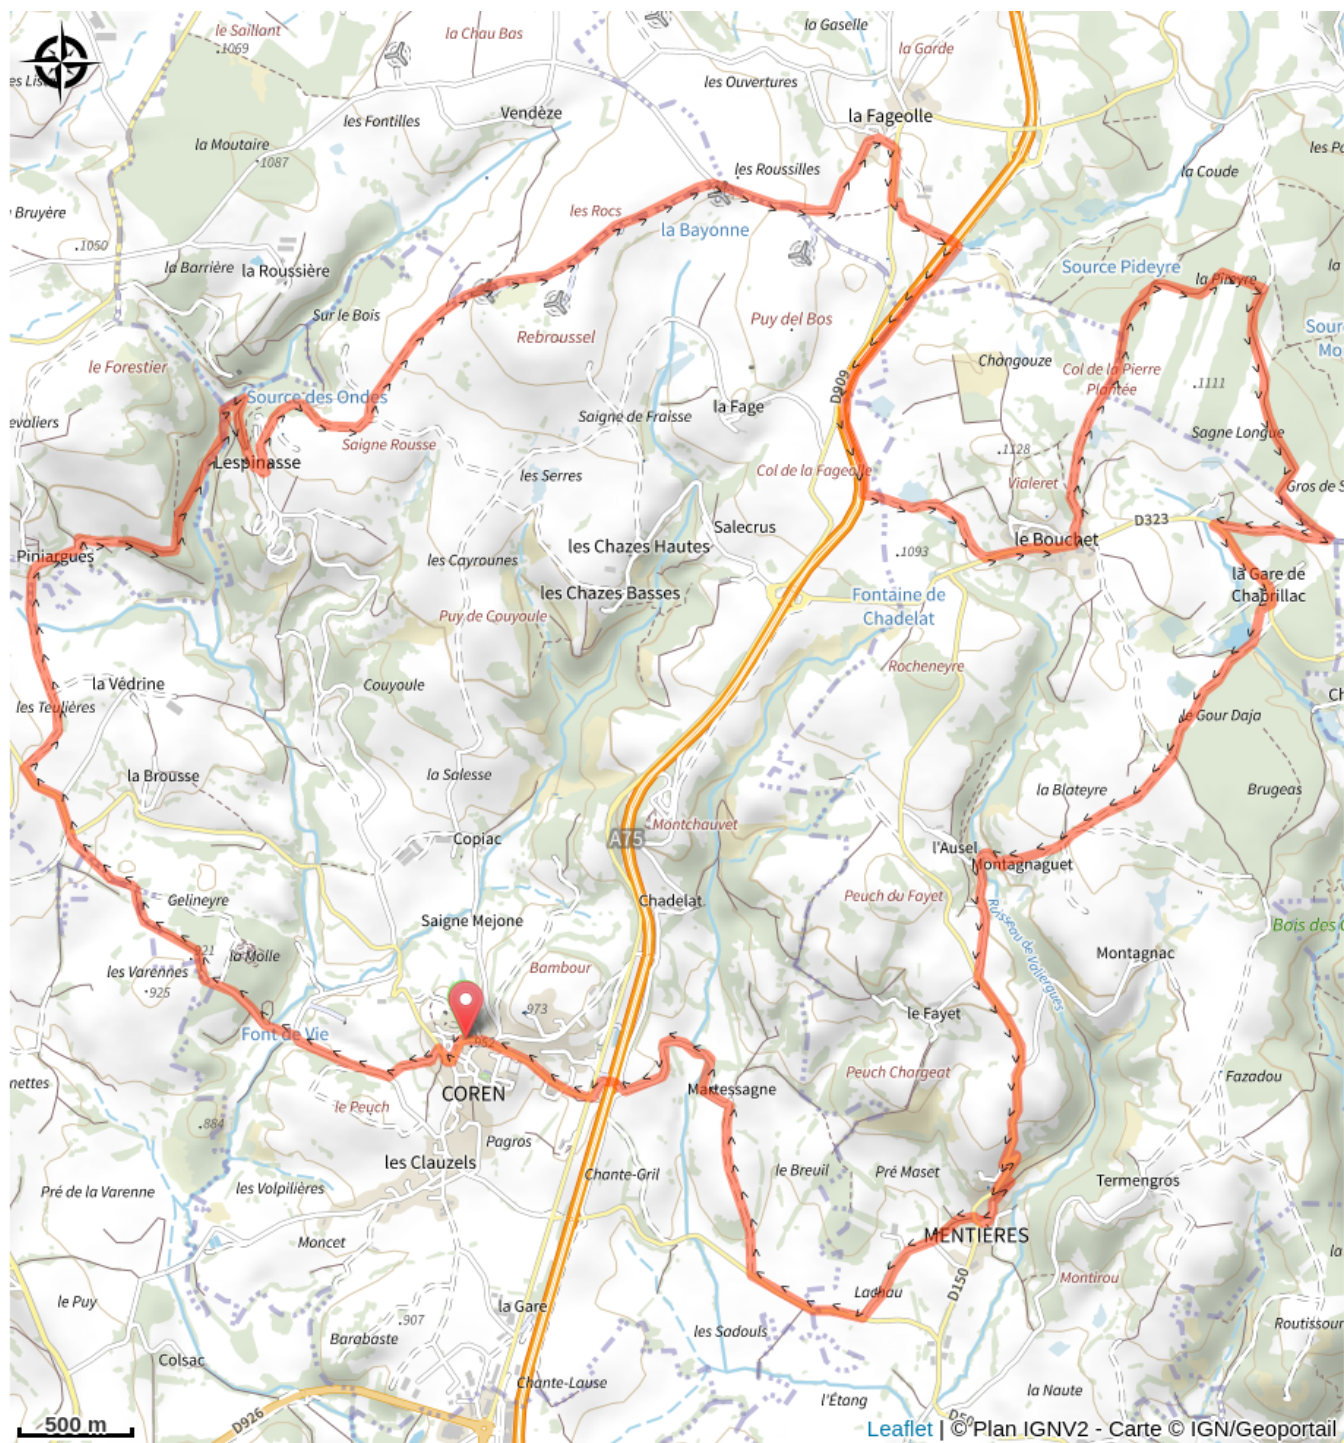 la Gaselle
le Saillant
.1069
la Chau Bas
la Garde
les Ouvertures
Vendèze
la Fageolle
les Fontilles
la Moutaire
.1087
les Roussilles
la Coude
Bruyère
les Rocs
la Bayonne
.1050
la Barrière
la Roussière
Source Pideyre
Sur le Bois
Puy del Bos
Rebroussel
le Forestier
Changouze
Col de la Pierre
Plantée
.1111
Source des Ondes
D909
la Fage
Saigne de Fraisse
Saigne Rousse
Sagne Longue
.1128
Lespinasse
Col de la Fageolle
Vialeret
les Serres
Salecrus
D323
le Bouchet
Piniargues
les Chazes Hautes
.1093
les Cayrounes
la Gare de
Chabrillac
les Chazes Basses
Fontaine de
Chadelat
Puy de Couyoule
Rocheneyre
la Védrine
Couyoule
les Teulières
le Gour Daja
la Brousse
la Salesse
la Blateyre
Brugeas
Montchauvet
Copiac
A75
l'Ausel
Montagnaguet
Peuch du Fayet
Gelineyre
Chadelat
Saigne Mejone
Ruisseau de Valiergues
.921
la Molle
les Varennes
.925
Bambour
Montagnac
.973
le Fayet
Font de Vie
952
Peuch Chargeat
Fazadou
COREN
Martessagne
le Peuch
.884
Pagros
les Clauzels
Chante-Gril
le Breuil
Pré Maset
Termengros
Pré de la Varenne
les Volpilières
MENTIERES
Moncet
D150
Montirou
le Puy
la Gare
Lachau
.907
Barabaste
les Sadouls
Colsac
Chante-Lause
l'Étang
la Naute
D926
500 m
Leaflet | © Plan IGNV2 - Carte © IGN/Geoportail